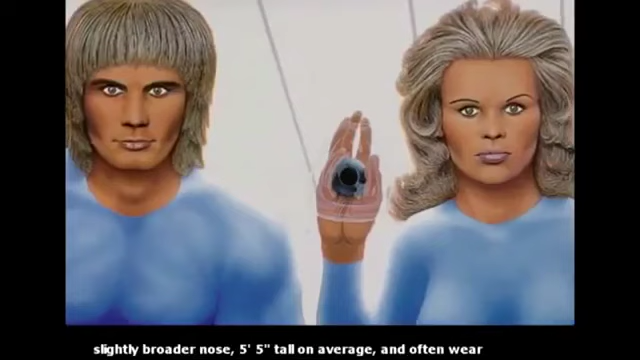 slightly broader nose, 5' 5" tall on average, and often wear